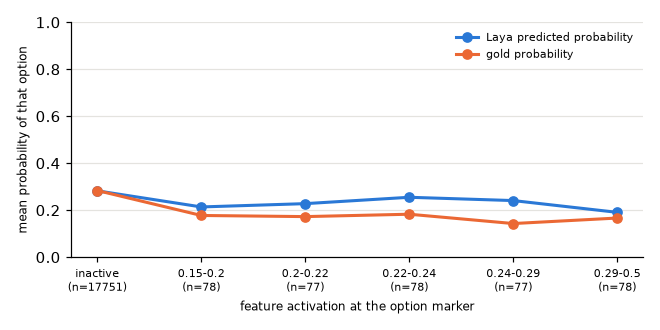 Laya predicted probability
gold probability
mean probability of that option
1.0
0.8
0.6
0.4
0.2
0.0
inactive
(n=17751)
0.15-0.2
(n=78)
0.2-0.22
(n=77)
0.22-0.24
(n=78)
0.24-0.29
(n=77)
0.29-0.5
(n=78)
feature activation at the option marker